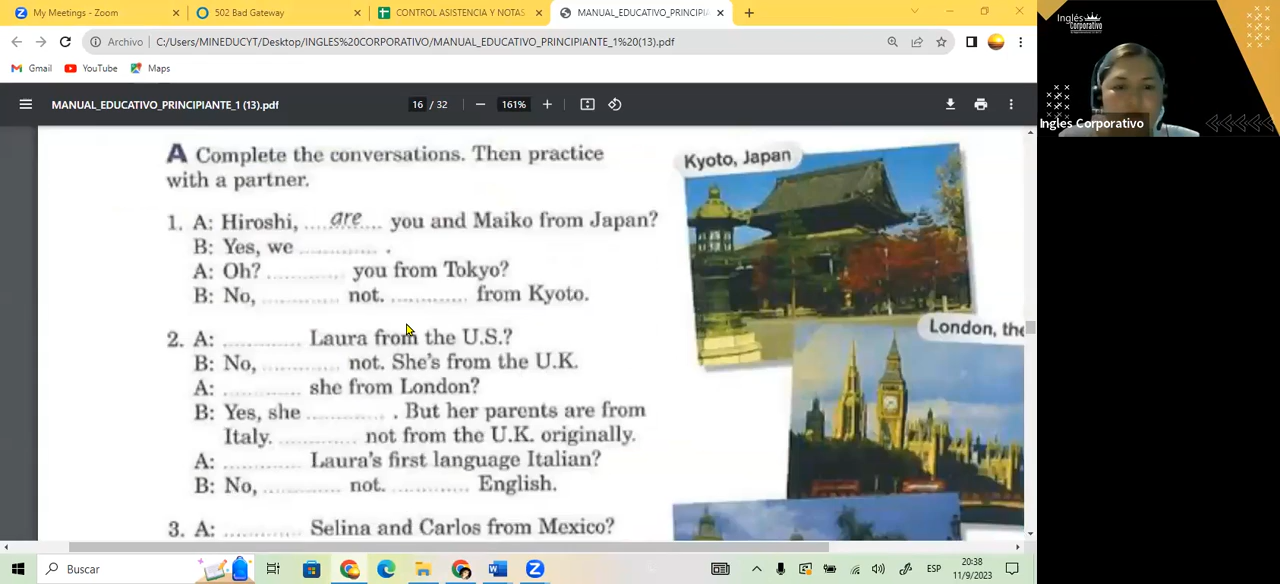 My Meetings - Zoom
502 Bad Gateway
CONTROL ASISTENCIA Y NOTAS
MANUAL_EDUCATIVO_PRINCIPI
Archivo
C:/Users/MINEDUCYT/Desktop/INGLES%20CORPORATIVO/MANUAL_EDUCATIVO_PRINCIPIANTE_1%20(13).pdf
Gmail
YouTube
Maps
MANUAL_EDUCATIVO_PRINCIPIANTE_1 (13).pdf
16 / 32
161%
A Complete the conversations. Then practice
with a partner.
1. A: Hiroshi, ....are.... you and Maiko from Japan?
B: Yes, we ............ .
A: Oh? ............ you from Tokyo?
B: No, ............ not. ............ from Kyoto.
2. A: ............ Laura from the U.S.?
B: No, ............ not. She's from the U.K.
A: ............ she from London?
B: Yes, she ............ . But her parents are from
Italy. ............ not from the U.K. originally.
A: ............ Laura's first language Italian?
B: No, ............ not. ............ English.
3. A: ............ Selina and Carlos from Mexico?
Kyoto, Japan
London, the
Inglés
Corporativo
Ingles Corporativo
Buscar
ESP
20:38
11/9/2023